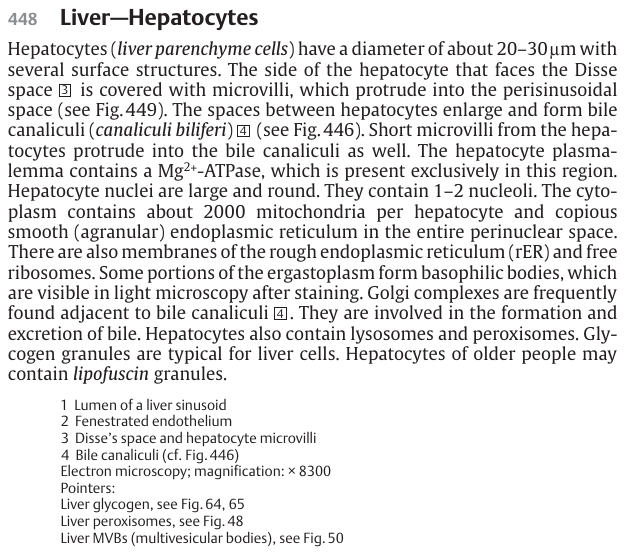 448 Liver—Hepatocytes
Hepatocytes (liver parenchyme cells) have a diameter of about 20–30 µm with
several surface structures. The side of the hepatocyte that faces the Disse
space 3 is covered with microvilli, which protrude into the perisinusoidal
space (see Fig. 449). The spaces between hepatocytes enlarge and form bile
canaliculi (canaliculi biliferi) 4 (see Fig. 446). Short microvilli from the hepa-
tocytes protrude into the bile canaliculi as well. The hepatocyte plasma-
lemma contains a Mg²⁺-ATPase, which is present exclusively in this region.
Hepatocyte nuclei are large and round. They contain 1–2 nucleoli. The cyto-
plasm contains about 2000 mitochondria per hepatocyte and copious
smooth (agranular) endoplasmic reticulum in the entire perinuclear space.
There are also membranes of the rough endoplasmic reticulum (rER) and free
ribosomes. Some portions of the ergastoplasm form basophilic bodies, which
are visible in light microscopy after staining. Golgi complexes are frequently
found adjacent to bile canaliculi 4. They are involved in the formation and
excretion of bile. Hepatocytes also contain lysosomes and peroxisomes. Gly-
cogen granules are typical for liver cells. Hepatocytes of older people may
contain lipofuscin granules.
1 Lumen of a liver sinusoid
2 Fenestrated endothelium
3 Disse's space and hepatocyte microvilli
4 Bile canaliculi (cf. Fig. 446)
Electron microscopy; magnification: × 8300
Pointers:
Liver glycogen, see Fig. 64, 65
Liver peroxisomes, see Fig. 48
Liver MVBs (multivesicular bodies), see Fig. 50